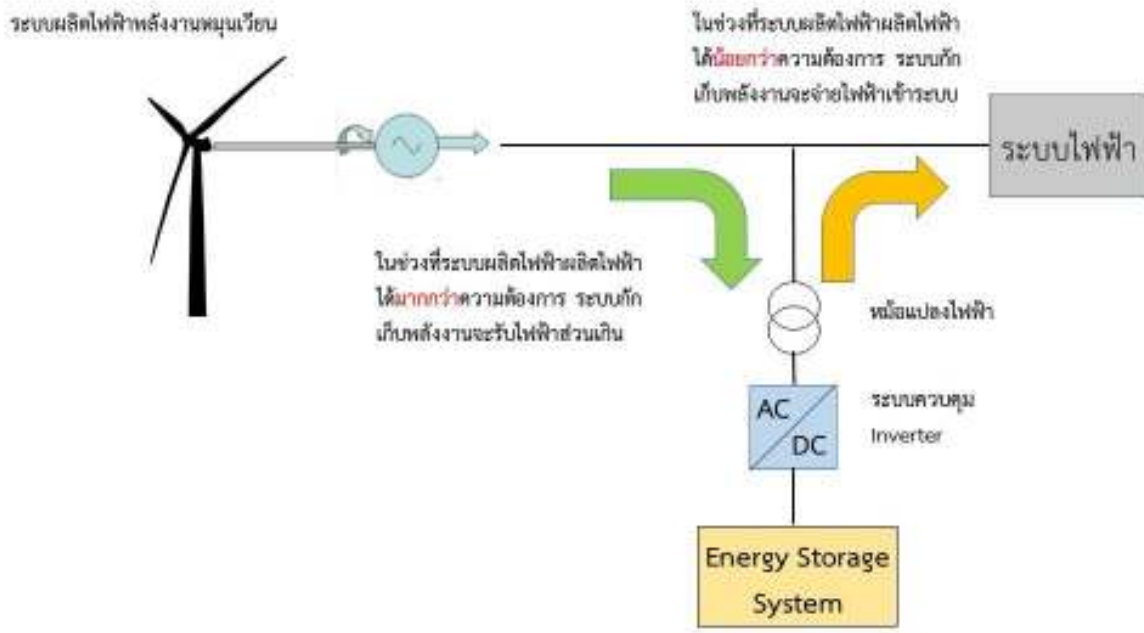 ระบบผลิตไฟฟ้าพลังงานหมุนเวียน
ในช่วงที่ระบบผลิตไฟฟ้าผลิตไฟฟ้า
ได้น้อยกว่าความต้องการ ระบบกัก
เก็บพลังงานจะจ่ายไฟฟ้าเข้าระบบ
ระบบไฟฟ้า
ในช่วงที่ระบบผลิตไฟฟ้าผลิตไฟฟ้า
ได้มากกว่าความต้องการ ระบบกัก
เก็บพลังงานจะรับไฟฟ้าส่วนเกิน
หม้อแปลงไฟฟ้า
AC
DC
ระบบควบคุม
Inverter
Energy Storage
System